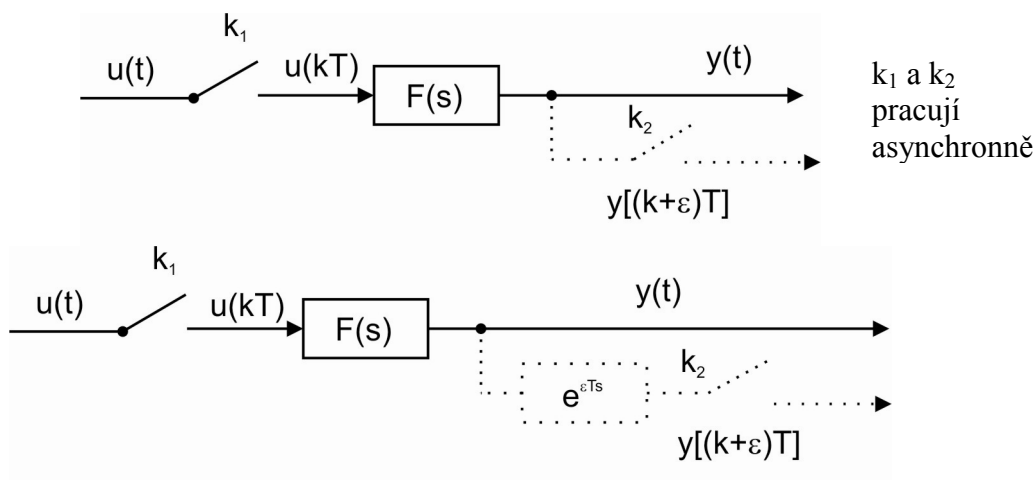 k₁
u(t)
u(kT)
F(s)
y(t)
k₂
y[(k+ε)T]
k₁ a k₂
pracují
asynchronně
k₁
u(t)
u(kT)
F(s)
y(t)
e^εTs
k₂
y[(k+ε)T]